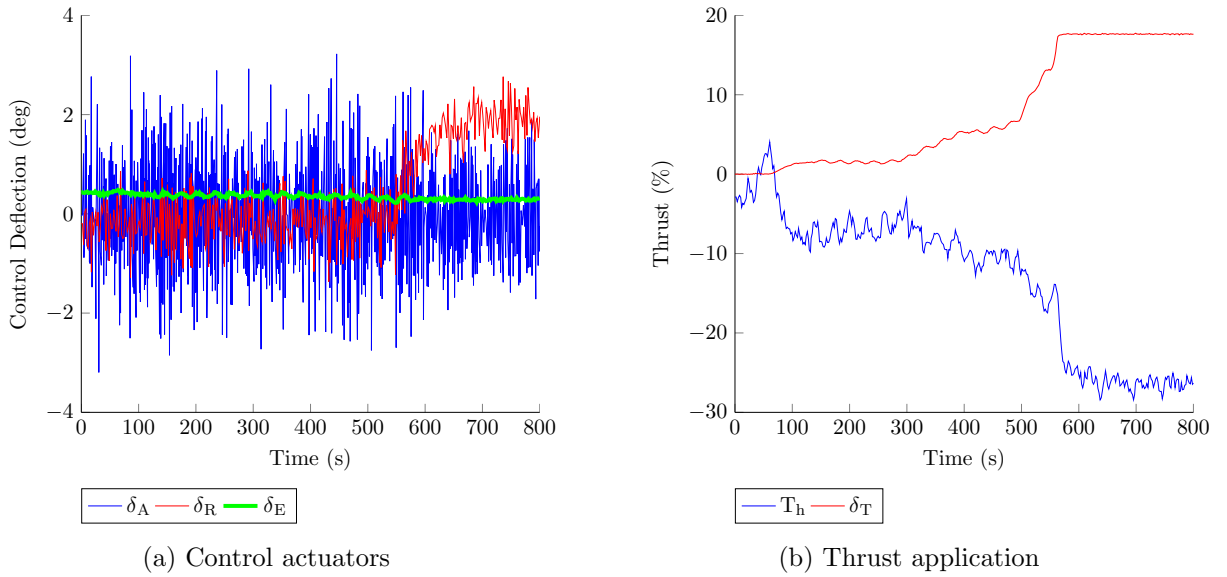 4
2
0
−2
−4
Control Deflection (deg)
0 100 200 300 400 500 600 700 800
Time (s)
δA δR δE
(a) Control actuators
20
10
0
−10
−20
−30
Thrust (%)
0 100 200 300 400 500 600 700 800
Time (s)
Th δT
(b) Thrust application